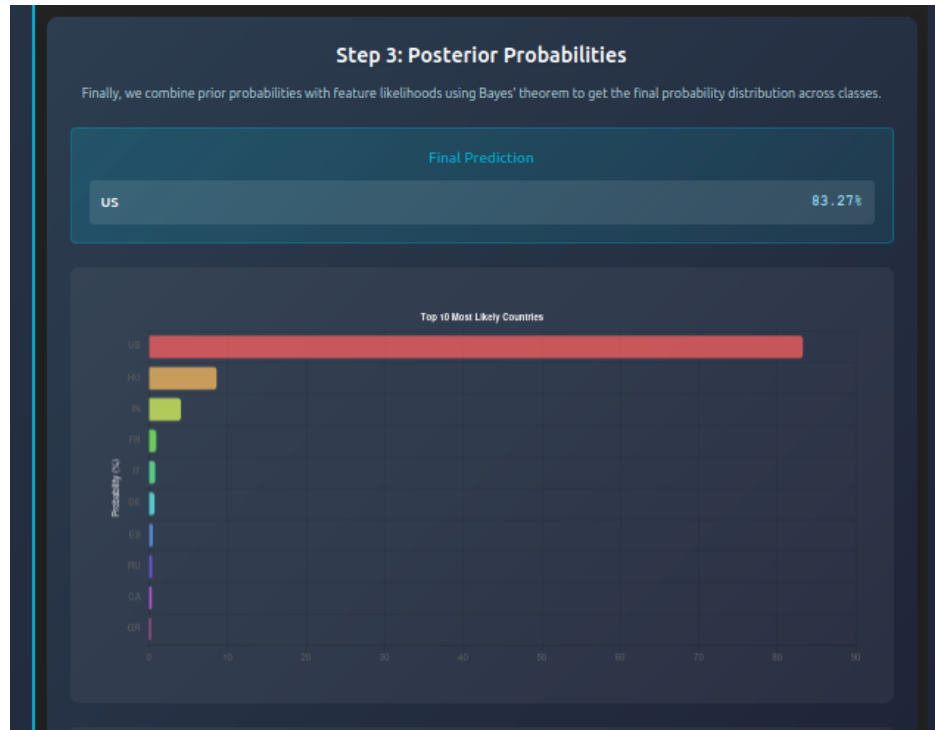 Step 3: Posterior Probabilities
Finally, we combine prior probabilities with feature likelihoods using Bayes' theorem to get the final probability distribution across classes.
Final Prediction
US 83.27%
Top 10 Most Likely Countries
US
HU
IN
FR
IT
DE
ES
RU
CA
GR
Probability (%)
0 10 20 30 40 50 60 70 80 90